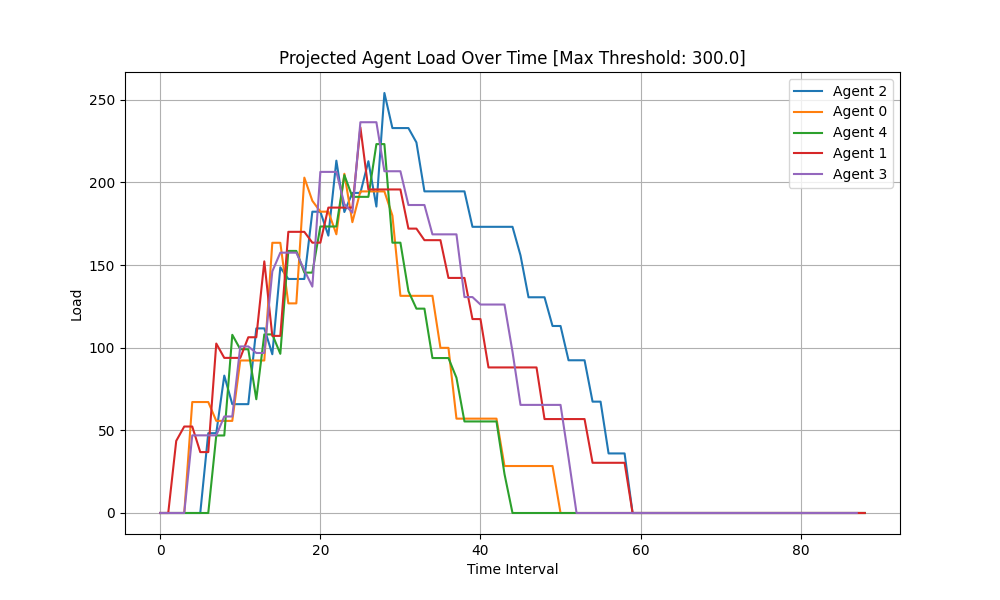 Projected Agent Load Over Time [Max Threshold: 300.0]
Load
250
200
150
100
50
0
Agent 2
Agent 0
Agent 4
Agent 1
Agent 3
0
20
40
60
80
Time Interval